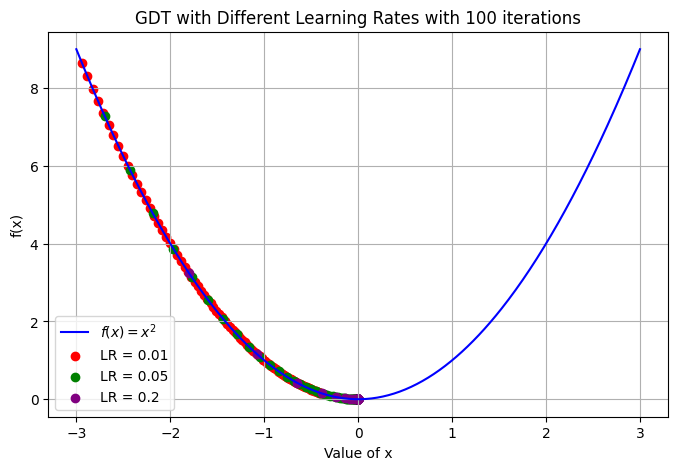 GDT with Different Learning Rates with 100 iterations
f(x)
8
6
4
2
0
f(x) = x²
LR = 0.01
LR = 0.05
LR = 0.2
−3 −2 −1 0 1 2 3
Value of x